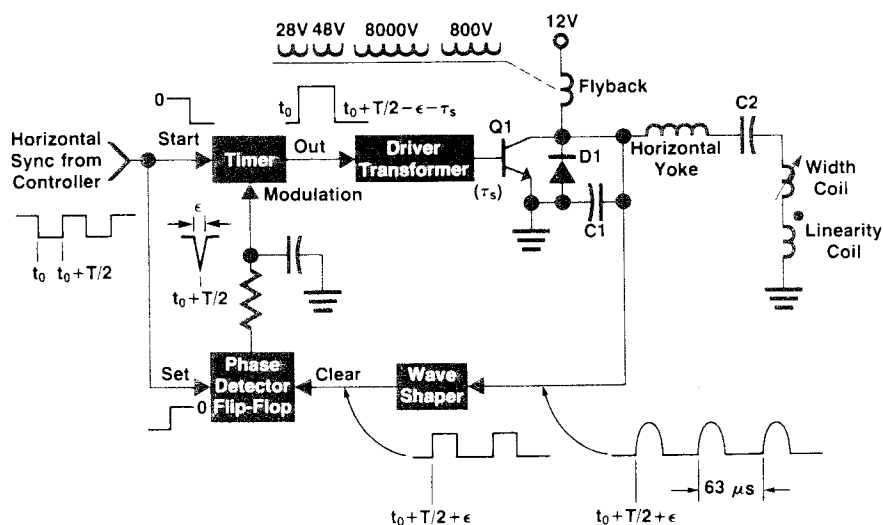 28V 48V 8000V 800V
12V
Flyback
0
t₀ t₀ + T/2 − ϵ − τₛ
C2
Q1
Horizontal
Sync from
Controller
Start
Timer
Out
Driver
Transformer
D1
Horizontal
Yoke
Width
Coil
(τₛ)
Modulation
C1
Linearity
Coil
ϵ
t₀ t₀ + T/2
t₀ + T/2
Set
Phase
Detector
Flip-Flop
Clear
Wave
Shaper
0
63 μs
t₀ + T/2 + ϵ
t₀ + T/2 + ϵ